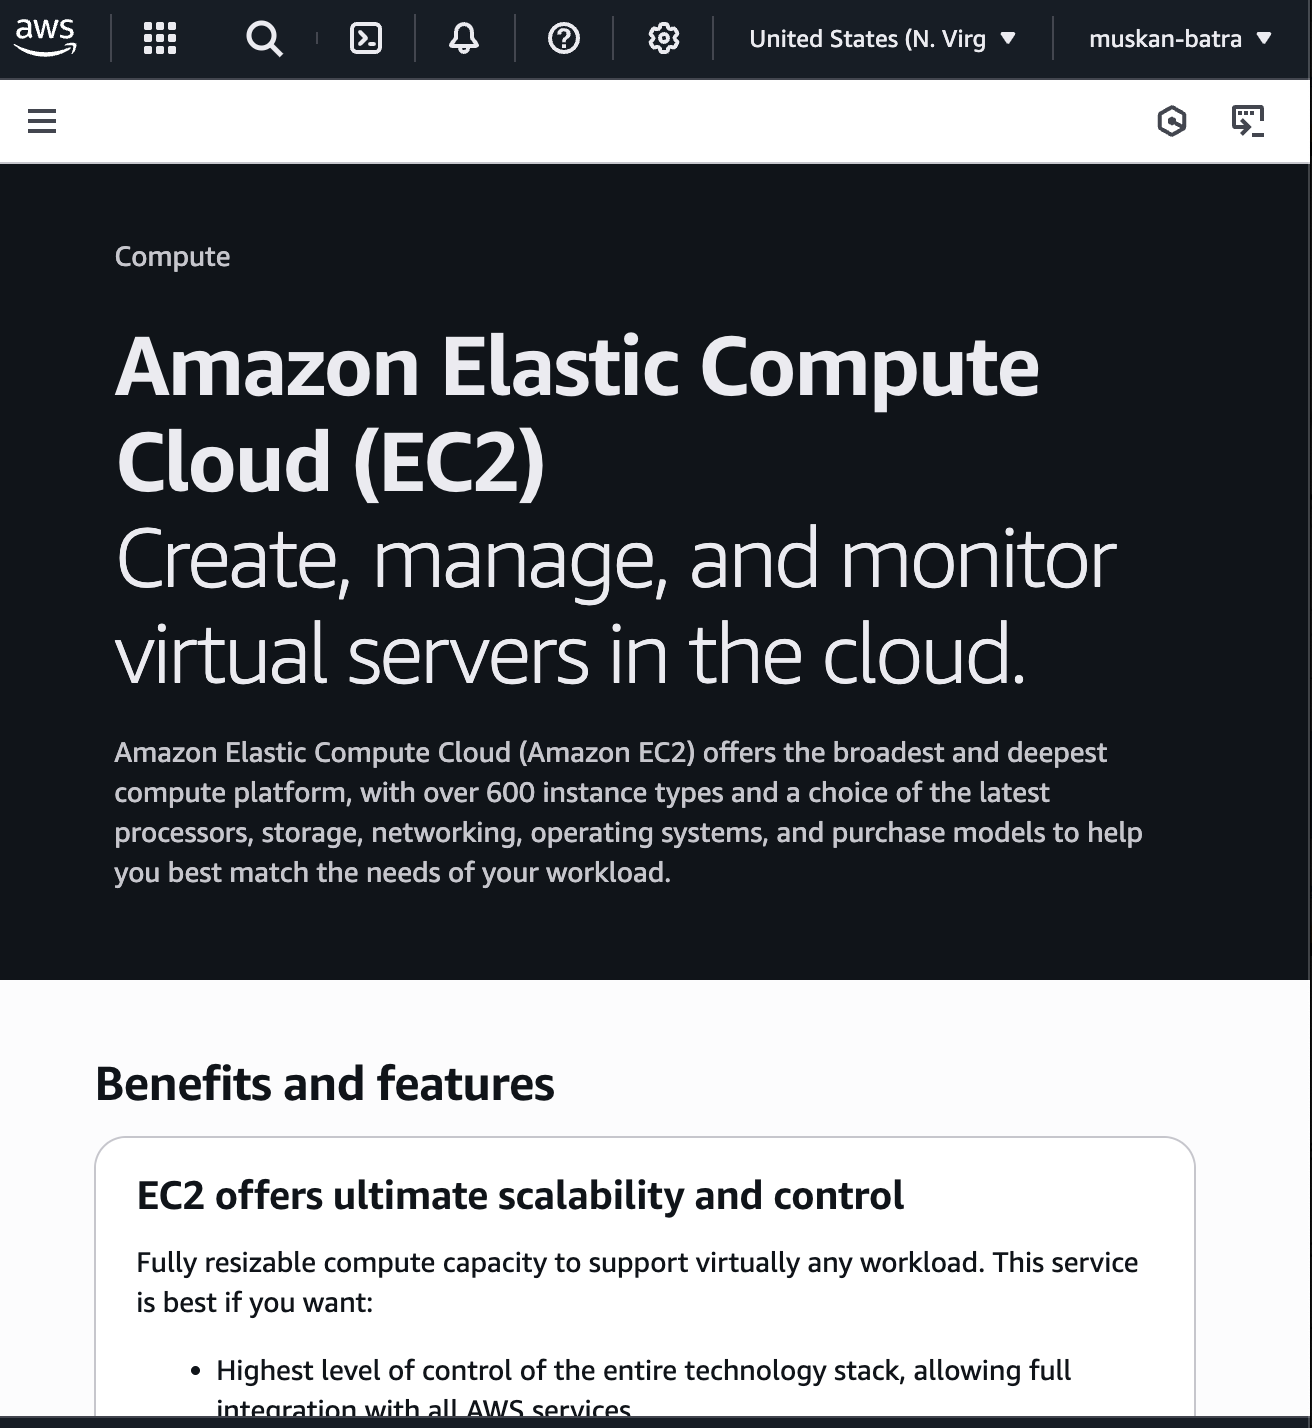 aws
United States (N. Virg
muskan-batra
Compute
Amazon Elastic Compute
Cloud (EC2)
Create, manage, and monitor
virtual servers in the cloud.
Amazon Elastic Compute Cloud (Amazon EC2) offers the broadest and deepest
compute platform, with over 600 instance types and a choice of the latest
processors, storage, networking, operating systems, and purchase models to help
you best match the needs of your workload.
Benefits and features
EC2 offers ultimate scalability and control
Fully resizable compute capacity to support virtually any workload. This service
is best if you want:
• Highest level of control of the entire technology stack, allowing full
integration with all AWS services